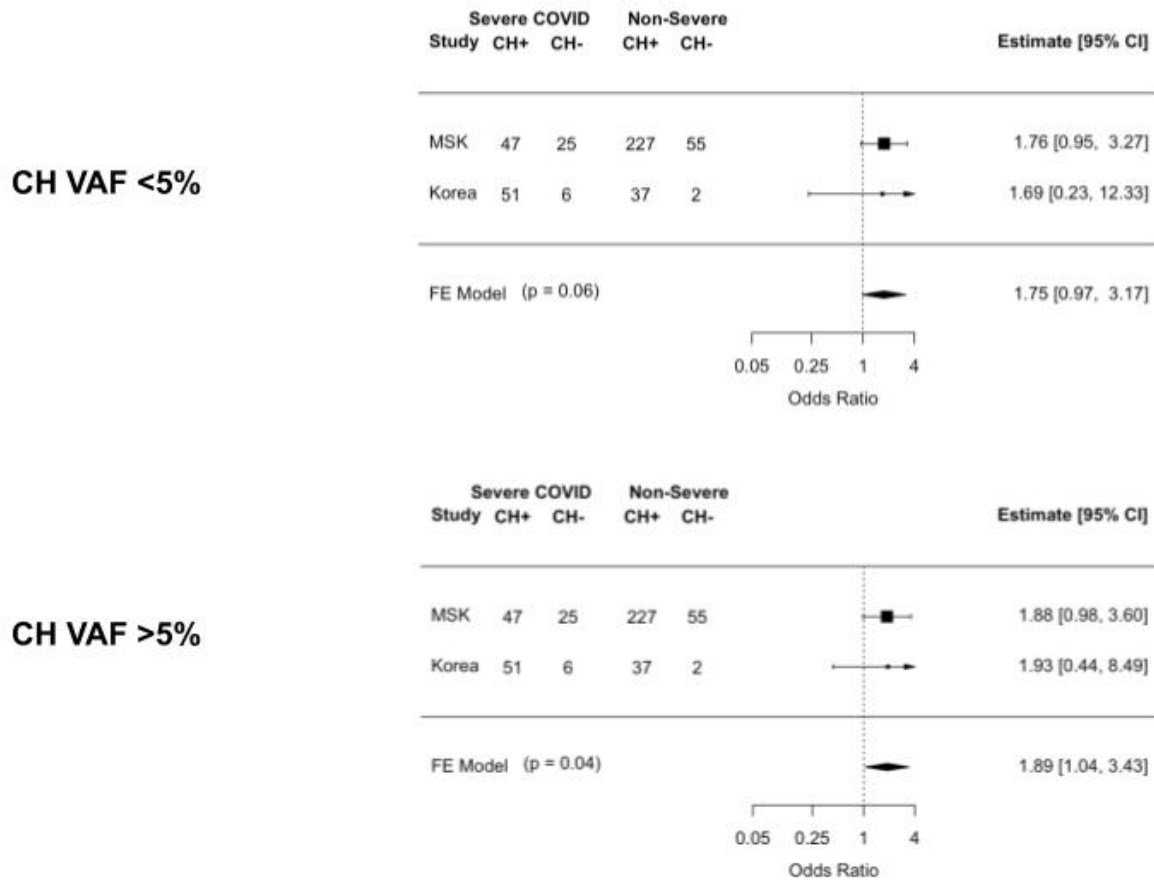 Severe COVID Non-Severe
Study CH+ CH- CH+ CH- Estimate [95% CI]
MSK 47 25 227 55 1.76 [0.95, 3.27]
CH VAF <5%
Korea 51 6 37 2 1.69 [0.23, 12.33]
FE Model (p = 0.06) 1.75 [0.97, 3.17]
0.05 0.25 1 4
Odds Ratio
Severe COVID Non-Severe
Study CH+ CH- CH+ CH- Estimate [95% CI]
MSK 47 25 227 55 1.88 [0.98, 3.60]
CH VAF >5%
Korea 51 6 37 2 1.93 [0.44, 8.49]
FE Model (p = 0.04) 1.89 [1.04, 3.43]
0.05 0.25 1 4
Odds Ratio